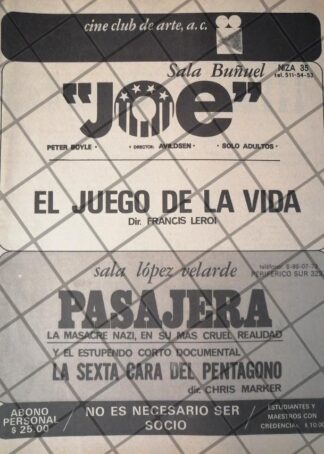 cine club de arte, a.c.
Sala Buñuel
NIZA 35
tel. 511-54-53
"JOE"
PETER BOYLE · DIRECTOR: AVILDSEN · SOLO ADULTOS ·
EL JUEGO DE LA VIDA
Dir. FRANCIS LEROI
sala lópez velarde
PERIFERICO SUR
PASAJERA
LA MASACRE NAZI, EN SU MAS CRUEL REALIDAD
Y EL ESTUPENDO CORTO DOCUMENTAL
LA SEXTA CARA DEL PENTAGONO
dir. CHRIS MARKER
ABONO
PERSONAL
$ 25.00
NO ES NECESARIO SER
SOCIO
ESTUDIANTES Y
MAESTROS CON
CREDENCIAL $ 10.00